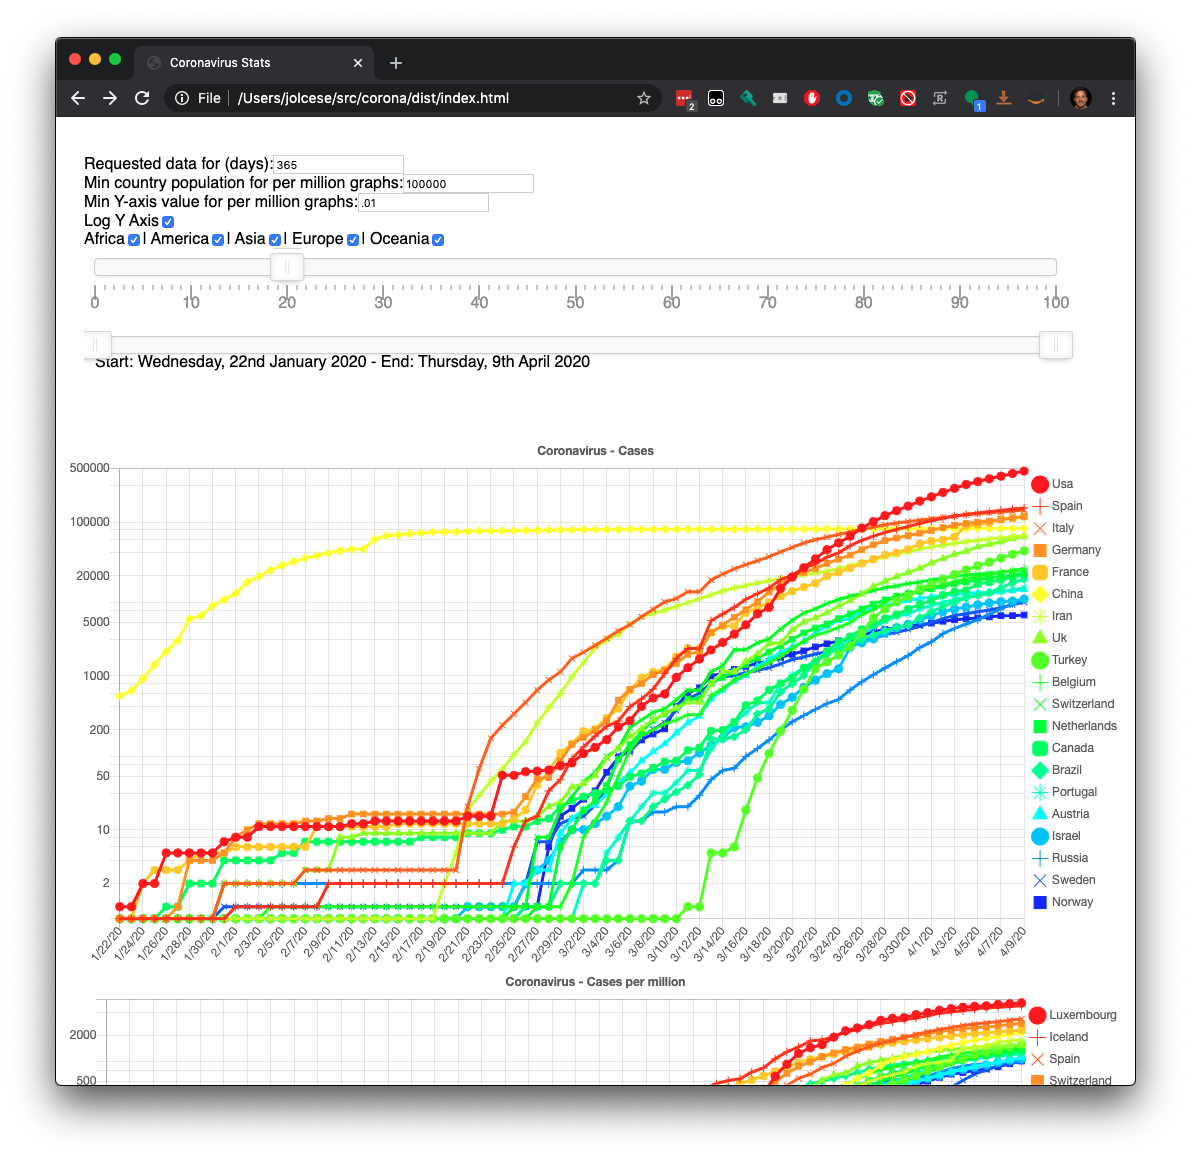 Coronavirus Stats
File /Users/jolcese/src/corona/dist/index.html
2
1
Requested data for (days): 365
Min country population for per million graphs: 100000
Min Y-axis value for per million graphs: .01
Log Y Axis
Africa | America | Asia | Europe | Oceania
0 10 20 30 40 50 60 70 80 90 100
Start: Wednesday, 22nd January 2020 - End: Thursday, 9th April 2020
Coronavirus - Cases
500000
100000
20000
5000
1000
200
50
10
2
Usa
Spain
Italy
Germany
France
China
Iran
Uk
Turkey
Belgium
Switzerland
Netherlands
Canada
Brazil
Portugal
Austria
Israel
Russia
Sweden
Norway
1/22/20 1/24/20 1/26/20 1/28/20 1/30/20 2/1/20 2/3/20 2/5/20 2/7/20 2/9/20 2/11/20 2/13/20 2/15/20 2/17/20 2/19/20 2/21/20 2/23/20 2/25/20 2/27/20 2/29/20 3/2/20 3/4/20 3/6/20 3/8/20 3/10/20 3/12/20 3/14/20 3/16/20 3/18/20 3/20/20 3/22/20 3/24/20 3/26/20 3/28/20 3/30/20 4/1/20 4/3/20 4/5/20 4/7/20 4/9/20
Coronavirus - Cases per million
2000
500
Luxembourg
Iceland
Spain
Switzerland